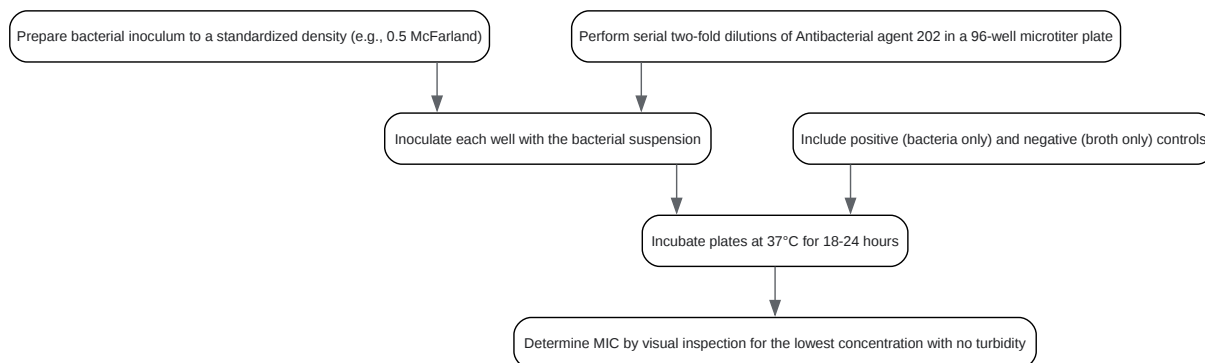 Prepare bacterial inoculum to a standardized density (e.g., 0.5 McFarland)
Perform serial two-fold dilutions of Antibacterial agent 202 in a 96-well microtiter plate
Inoculate each well with the bacterial suspension
Include positive (bacteria only) and negative (broth only) controls
Incubate plates at 37°C for 18-24 hours
Determine MIC by visual inspection for the lowest concentration with no turbidity